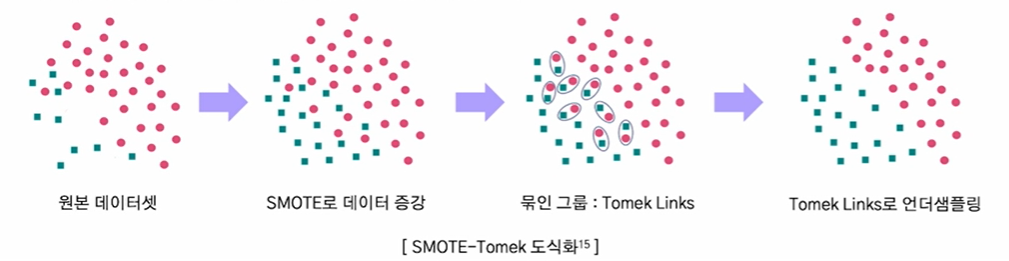 원본 데이터셋
SMOTE로 데이터 증강
묶인 그룹 : Tomek Links
Tomek Links로 언더샘플링
[ SMOTE-Tomek 도식화¹⁵ ]